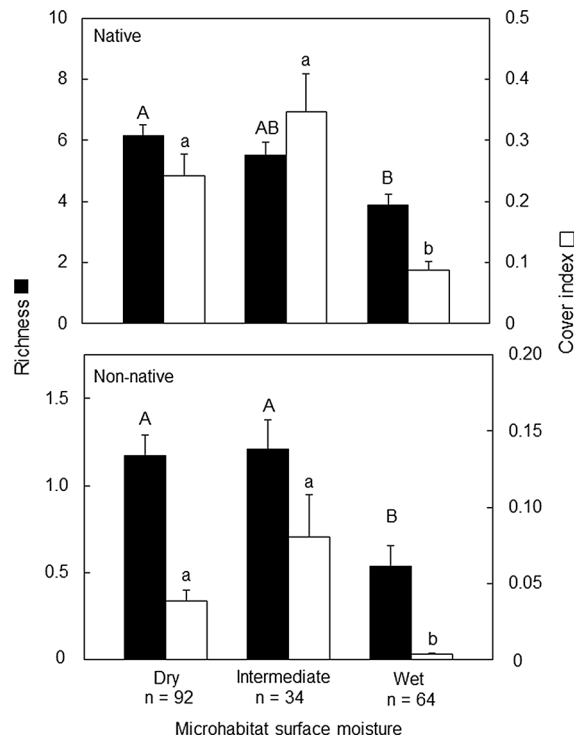 Native
10
8
6
4
2
0
0.5
0.4
0.3
0.2
0.1
0
A
a
AB
a
B
b
Richness
Cover index
Non-native
1.5
1.0
0.5
0
0.20
0.15
0.10
0.05
0
A
a
A
a
B
b
Dry
n = 92
Intermediate
n = 34
Wet
n = 64
Microhabitat surface moisture